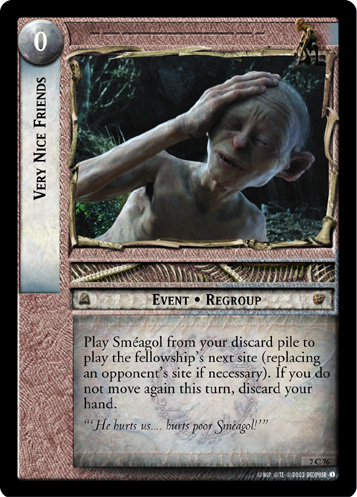 0
VERY NICE FRIENDS
EVENT • REGROUP
Play Sméagol from your discard pile to
play the fellowship's next site (replacing
an opponent's site if necessary). If you do
not move again this turn, discard your
hand.
“‘He hurts us.... hurts poor Sméagol!’”
7 C 76